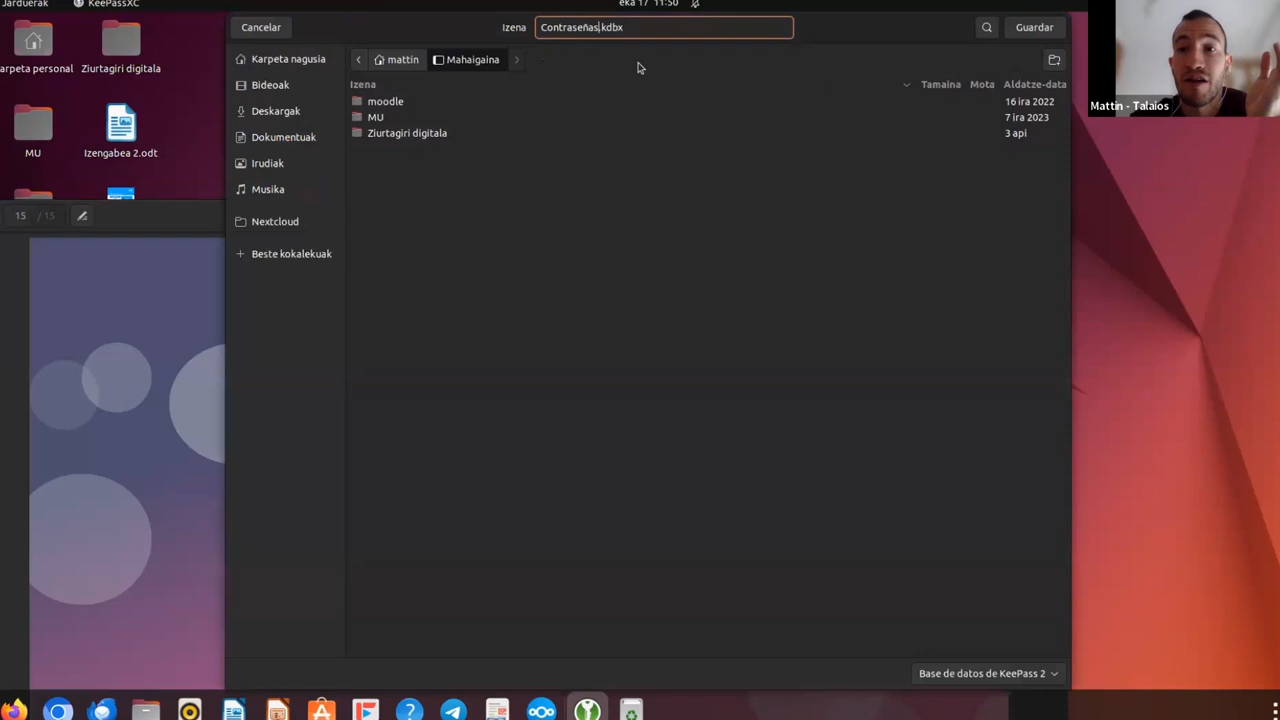 Jarduerak
KeePassXC
eka 17 11:50
Cancelar
Izena
Contraseñas.kdbx
Guardar
Karpeta nagusia
mattin
Mahaigaina
Bideoak
Deskargak
Dokumentuak
Irudiak
Musika
Nextcloud
Beste kokalekuak
Izena
Tamaina
Mota
Aldatze-data
moodle
16 ira 2022
MU
7 ira 2023
Ziurtagiri digitala
3 api
Base de datos de KeePass 2
arpeta personal
Ziurtagiri digitala
MU
Izengabea 2.odt
15 / 15
Mattin - Talaios